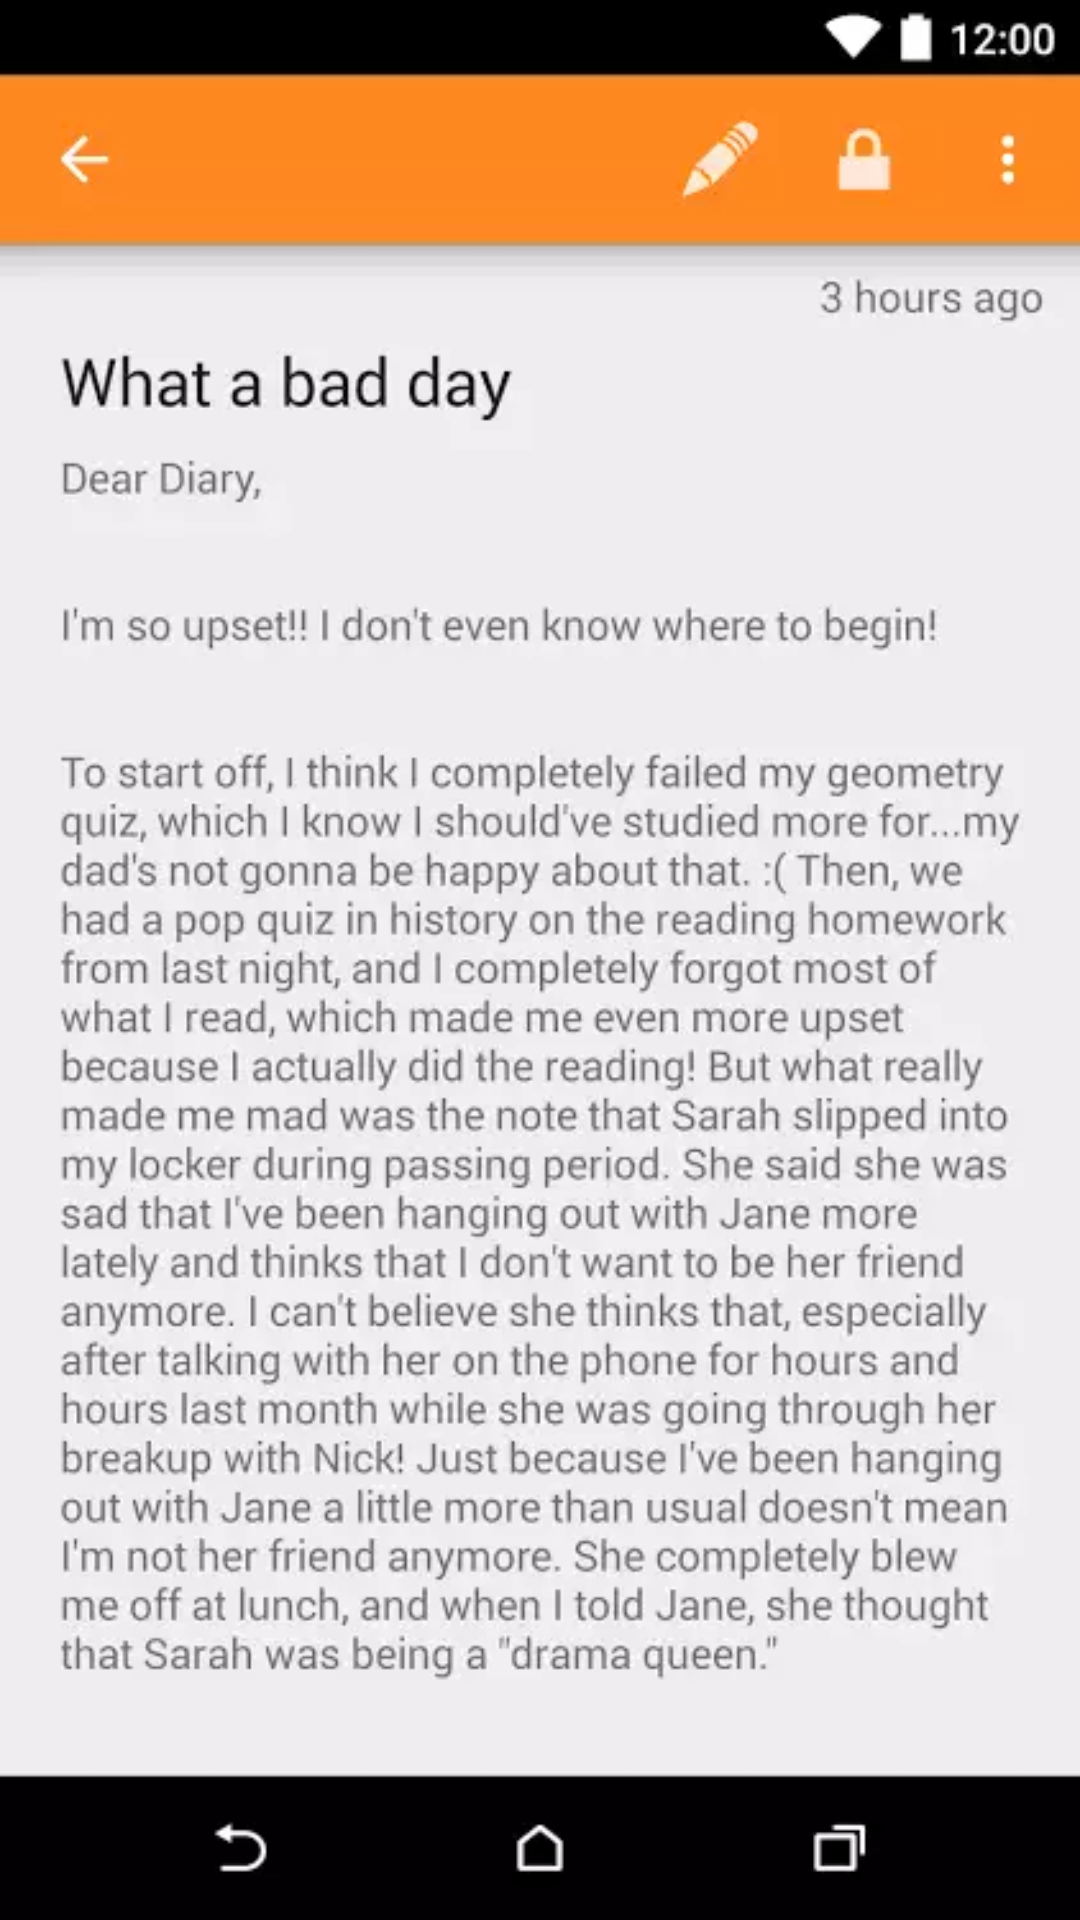 12:00
3 hours ago
What a bad day
Dear Diary,
I'm so upset!! I don't even know where to begin!
To start off, I think I completely failed my geometry
quiz, which I know I should've studied more for...my
dad's not gonna be happy about that. :( Then, we
had a pop quiz in history on the reading homework
from last night, and I completely forgot most of
what I read, which made me even more upset
because I actually did the reading! But what really
made me mad was the note that Sarah slipped into
my locker during passing period. She said she was
sad that I've been hanging out with Jane more
lately and thinks that I don't want to be her friend
anymore. I can't believe she thinks that, especially
after talking with her on the phone for hours and
hours last month while she was going through her
breakup with Nick! Just because I've been hanging
out with Jane a little more than usual doesn't mean
I'm not her friend anymore. She completely blew
me off at lunch, and when I told Jane, she thought
that Sarah was being a "drama queen."